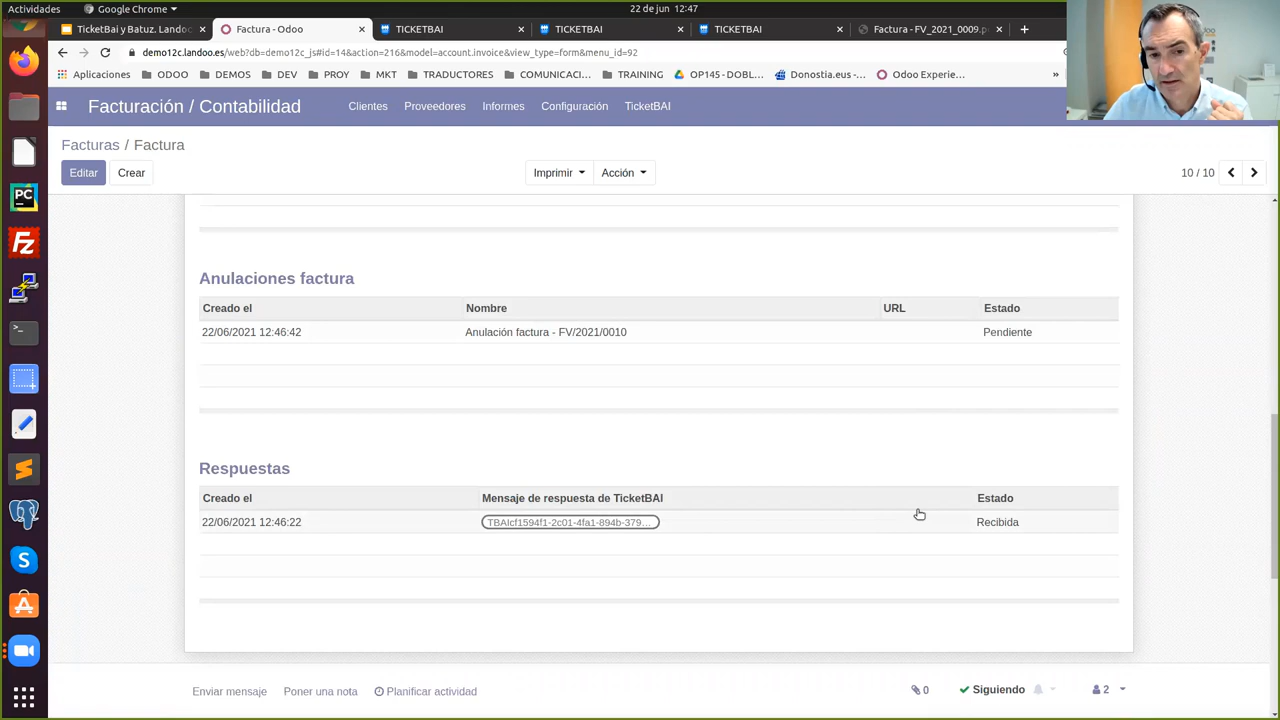 Actividades
Google Chrome
22 de jun 12:47
TicketBai y Batuz. Landoo
Factura - Odoo
TICKETBAI
TICKETBAI
TICKETBAI
Factura - FV_2021_0009.p
demo12c.landoo.es/web?db=demo12c_js#id=14&action=216&model=account.invoice&view_type=form&menu_id=92
Aplicaciones
ODOO
DEMOS
DEV
PROY
MKT
TRADUCTORES
COMUNICACI...
TRAINING
OP145 - DOBL...
Donostia.eus -...
Odoo Experie...
»
Facturación / Contabilidad
Clientes
Proveedores
Informes
Configuración
TicketBAI
Facturas / Factura
Editar
Crear
Imprimir
Acción
10 / 10
Anulaciones factura
Creado el
Nombre
URL
Estado
22/06/2021 12:46:42
Anulación factura - FV/2021/0010
Pendiente
Respuestas
Creado el
Mensaje de respuesta de TicketBAI
Estado
22/06/2021 12:46:22
TBAIcf1594f1-2c01-4fa1-894b-379...
Recibida
Enviar mensaje
Poner una nota
Planificar actividad
0
Siguiendo
2